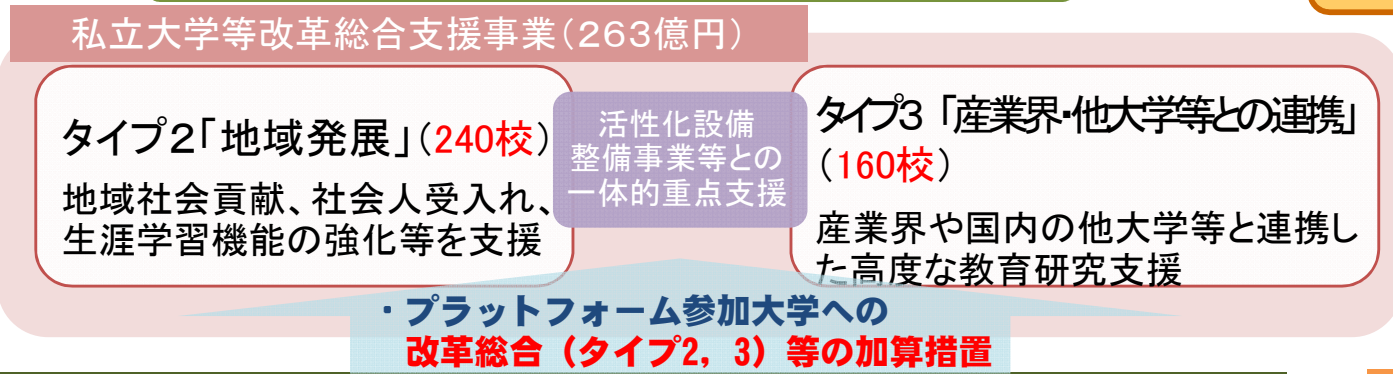 私立大学等改革総合支援事業(263億円)
タイプ2「地域発展」(240校)
地域社会貢献、社会人受入れ、
生涯学習機能の強化等を支援
活性化設備
整備事業等との
一体的重点支援
タイプ3「産業界・他大学等との連携」
(160校)
産業界や国内の他大学等と連携し
た高度な教育研究支援
・プラットフォーム参加大学への
改革総合(タイプ2, 3)等の加算措置